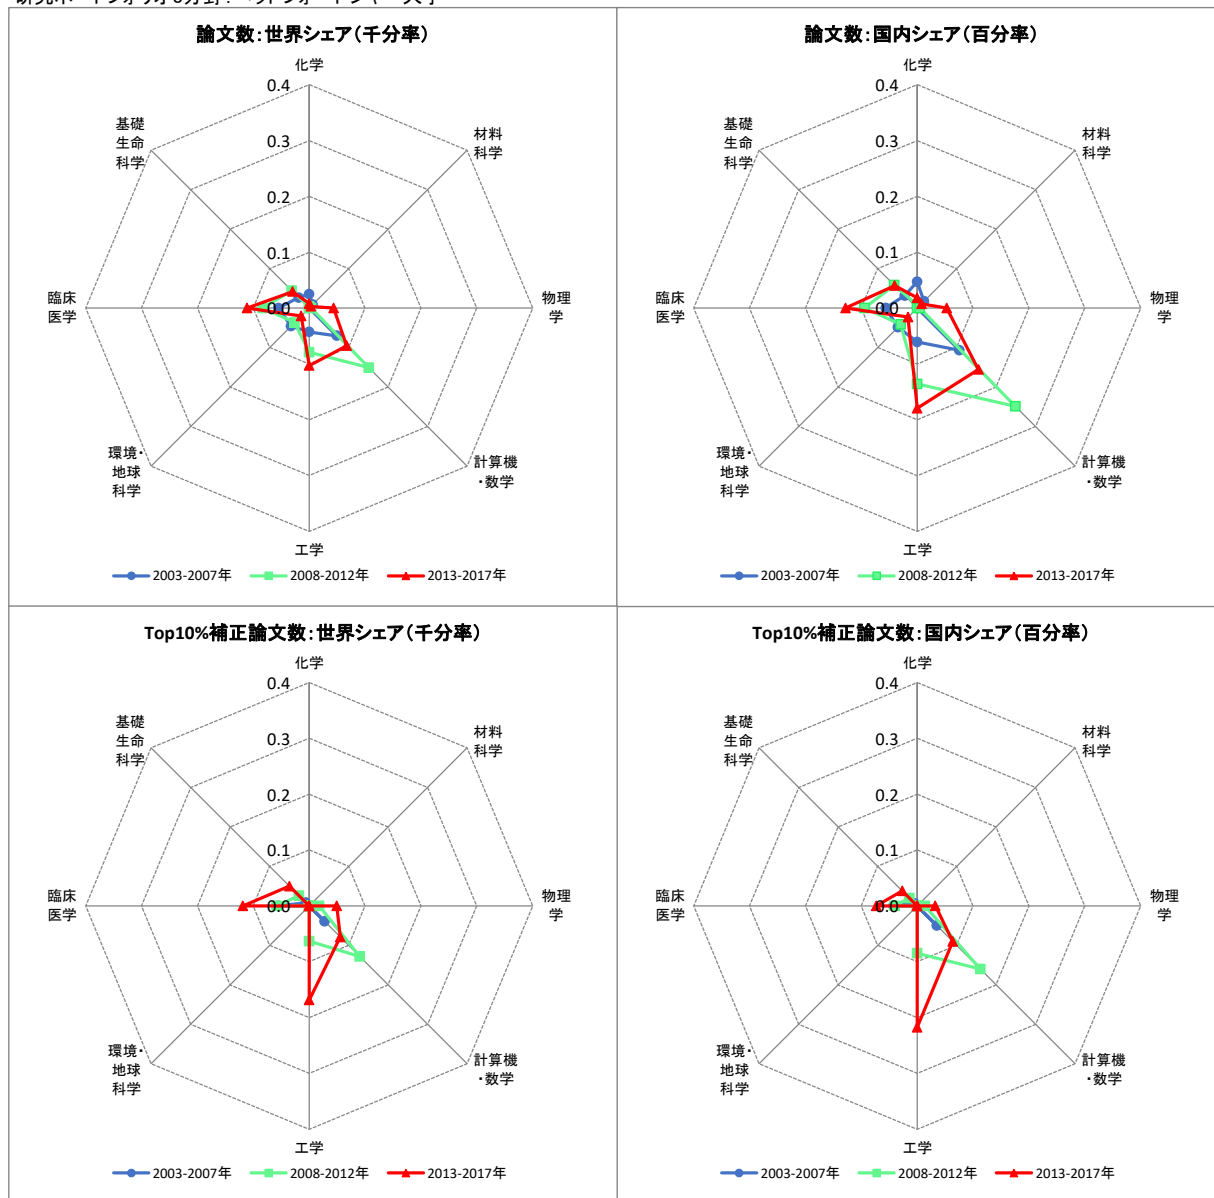 論文数：世界シェア（千分率）
化学
0.4
0.3
0.2
0.1
0.0
材料
科学
物理
学
計算機
・数学
工学
環境・
地球
科学
臨床
医学
基礎
生命
科学
2003-2007年
2008-2012年
2013-2017年
論文数：国内シェア（百分率）
化学
0.4
0.3
0.2
0.1
0.0
材料
科学
物理
学
計算機
・数学
工学
環境・
地球
科学
臨床
医学
基礎
生命
科学
2003-2007年
2008-2012年
2013-2017年
Top10%補正論文数：世界シェア（千分率）
化学
0.4
0.3
0.2
0.1
0.0
材料
科学
物理
学
計算機
・数学
工学
環境・
地球
科学
臨床
医学
基礎
生命
科学
2003-2007年
2008-2012年
2013-2017年
Top10%補正論文数：国内シェア（百分率）
化学
0.4
0.3
0.2
0.1
0.0
材料
科学
物理
学
計算機
・数学
工学
環境・
地球
科学
臨床
医学
基礎
生命
科学
2003-2007年
2008-2012年
2013-2017年